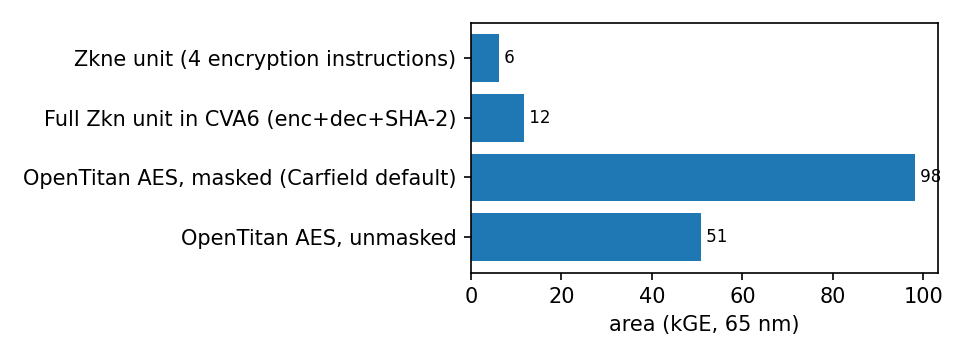 Zkne unit (4 encryption instructions)
6
Full Zkn unit in CVA6 (enc+dec+SHA-2)
12
OpenTitan AES, masked (Carfield default)
98
OpenTitan AES, unmasked
51
0 20 40 60 80 100
area (kGE, 65 nm)